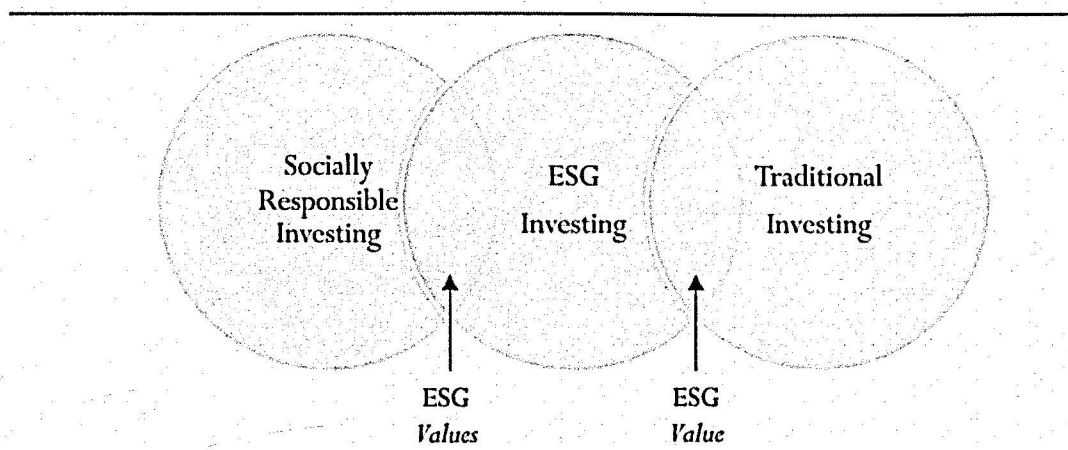 Socially
Responsible
Investing
ESG
Investing
Traditional
Investing
ESG
Values
ESG
Value